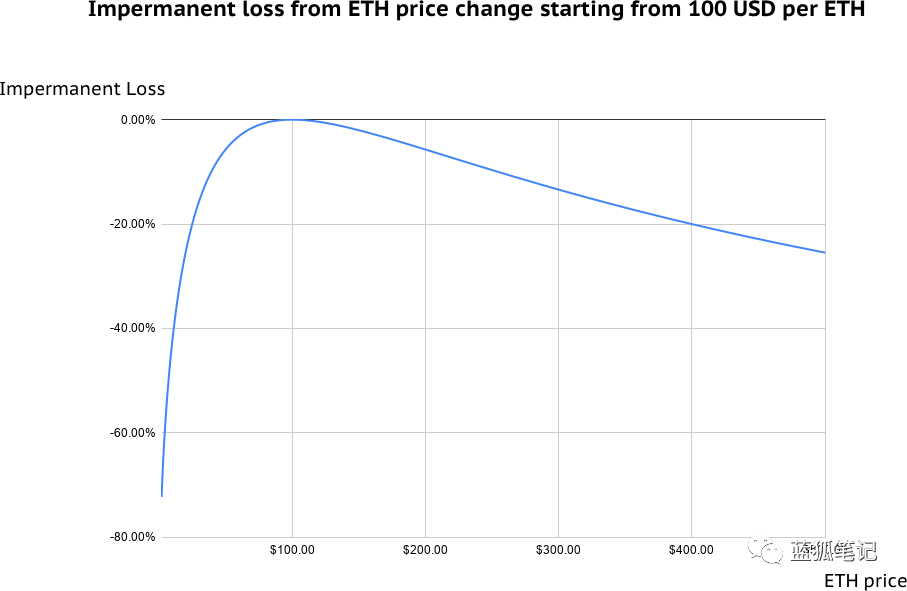 Impermanent loss from ETH price change starting from 100 USD per ETH
Impermanent Loss
0.00%
-20.00%
-40.00%
-60.00%
-80.00%
$100.00
$200.00
$300.00
$400.00
蓝狐笔记
ETH price